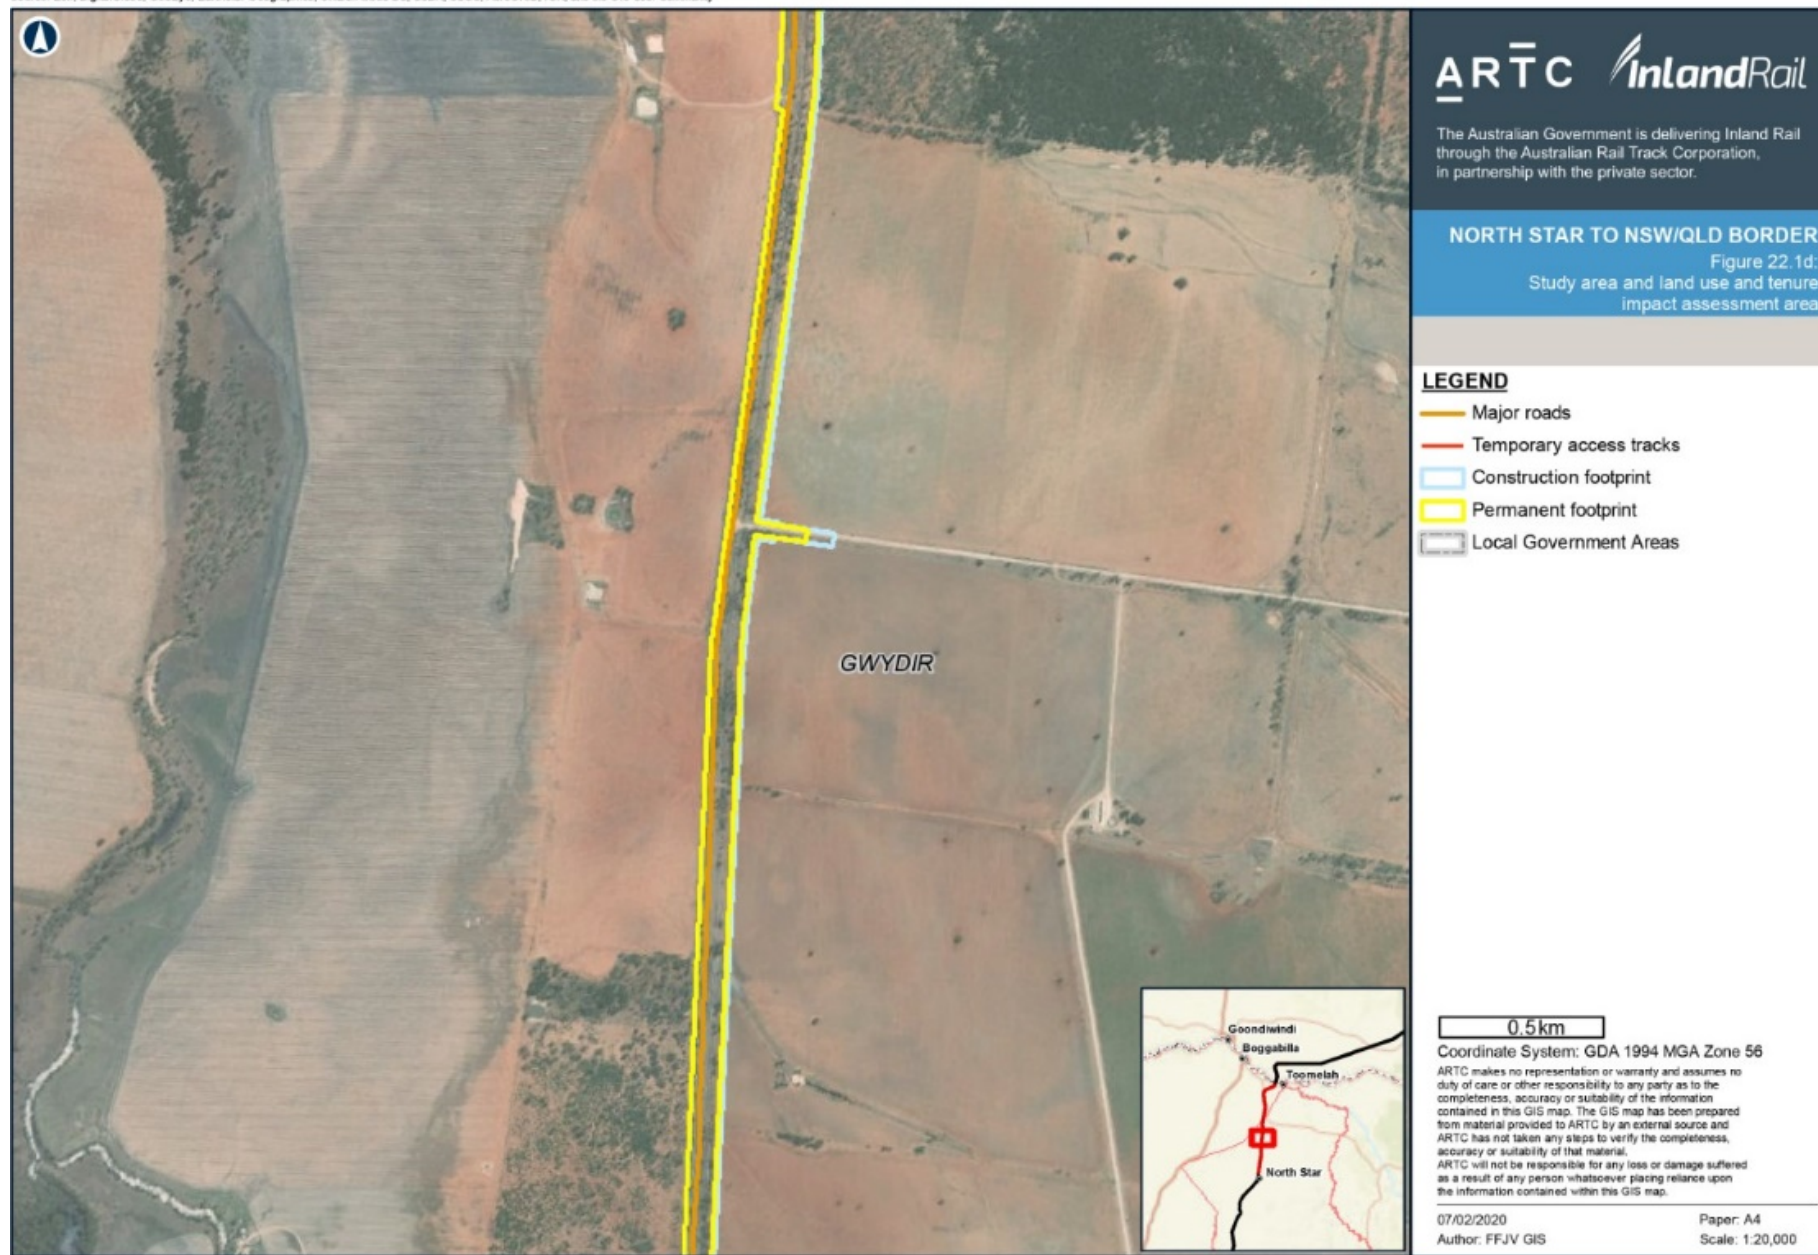 GWYDIR
Goondiwindi
Boggabilla
Toomelah
North Star
ARTC InlandRail
The Australian Government is delivering Inland Rail
through the Australian Rail Track Corporation,
in partnership with the private sector.
NORTH STAR TO NSW/QLD BORDER
Figure 22.1d:
Study area and land use and tenure
impact assessment area
LEGEND
Major roads
Temporary access tracks
Construction footprint
Permanent footprint
Local Government Areas
0.5km
Coordinate System: GDA 1994 MGA Zone 56
ARTC makes no representation or warranty and assumes no
duty of care or other responsibility to any party as to the
completeness, accuracy or suitability of the information
contained in this GIS map. The GIS map has been prepared
from material provided to ARTC by an external source and
ARTC has not taken any steps to verify the completeness,
accuracy or suitability of that material.
ARTC will not be responsible for any loss or damage suffered
as a result of any person whatsoever placing reliance upon
the information contained within this GIS map.
07/02/2020 Paper: A4
Author: FFJV GIS Scale: 1:20,000